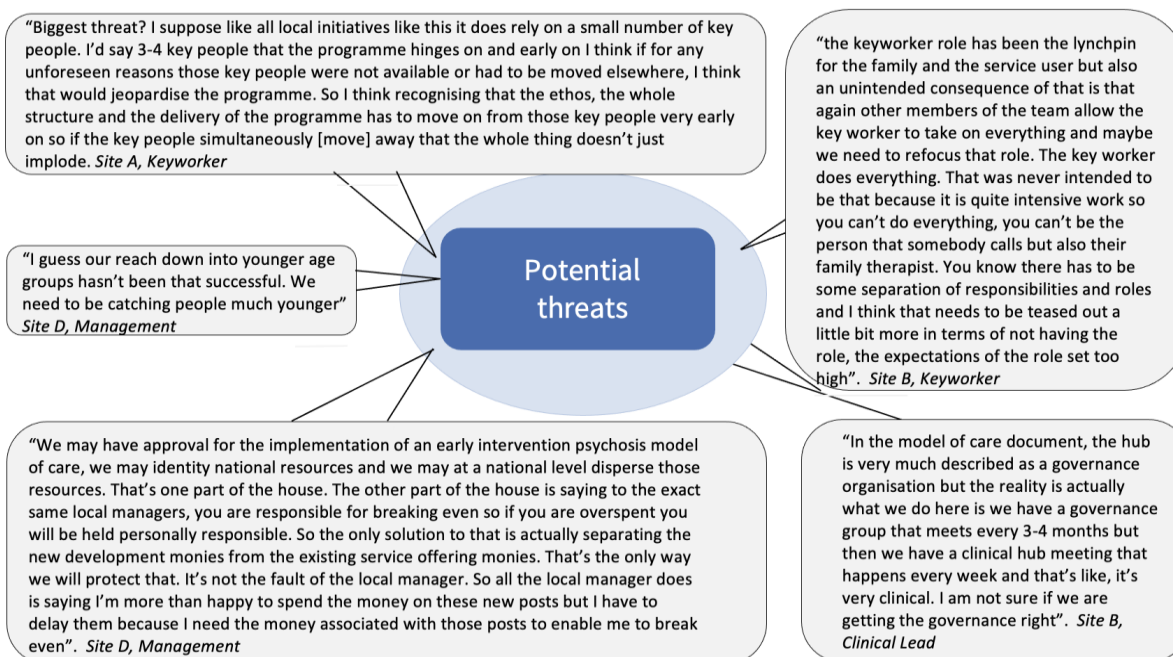 “Biggest threat? I suppose like all local initiatives like this it does rely on a small number of key
people. I’d say 3-4 key people that the programme hinges on and early on I think if for any
unforeseen reasons those key people were not available or had to be moved elsewhere, I think
that would jeopardise the programme. So I think recognising that the ethos, the whole
structure and the delivery of the programme has to move on from those key people very early
on so if the key people simultaneously [move] away that the whole thing doesn’t just
implode. Site A, Keyworker
“the keyworker role has been the lynchpin
for the family and the service user but also
an unintended consequence of that is that
again other members of the team allow the
key worker to take on everything and maybe
we need to refocus that role. The key worker
does everything. That was never intended to
be that because it is quite intensive work so
you can’t do everything, you can’t be the
person that somebody calls but also their
family therapist. You know there has to be
some separation of responsibilities and roles
and I think that needs to be teased out a
little bit more in terms of not having the
role, the expectations of the role set too
high”. Site B, Keyworker
“I guess our reach down into younger age
groups hasn’t been that successful. We
need to be catching people much younger”
Site D, Management
Potential
threats
“We may have approval for the implementation of an early intervention psychosis model
of care, we may identity national resources and we may at a national level disperse those
resources. That’s one part of the house. The other part of the house is saying to the exact
same local managers, you are responsible for breaking even so if you are overspent you
will be held personally responsible. So the only solution to that is actually separating the
new development monies from the existing service offering monies. That’s the only way
we will protect that. It’s not the fault of the local manager. So all the local manager does
is saying I’m more than happy to spend the money on these new posts but I have to
delay them because I need the money associated with those posts to enable me to break
even”. Site D, Management
“In the model of care document, the hub
is very much described as a governance
organisation but the reality is actually
what we do here is we have a governance
group that meets every 3-4 months but
then we have a clinical hub meeting that
happens every week and that’s like, it’s
very clinical. I am not sure if we are
getting the governance right”. Site B,
Clinical Lead